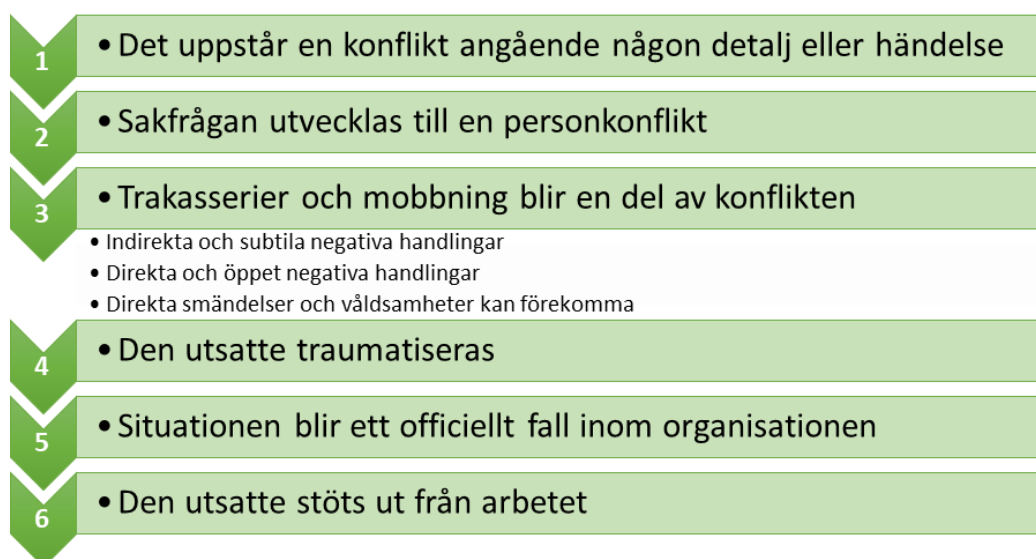 1 • Det uppstår en konflikt angående någon detalj eller händelse
2 • Sakfrågan utvecklas till en personkonflikt
3 • Trakasserier och mobbning blir en del av konflikten
• Indirekta och subtila negativa handlingar
• Direkta och öppet negativa handlingar
• Direkta smändelser och våldsamheter kan förekomma
4 • Den utsatte traumatiseras
5 • Situationen blir ett officiellt fall inom organisationen
6 • Den utsatte stöts ut från arbetet